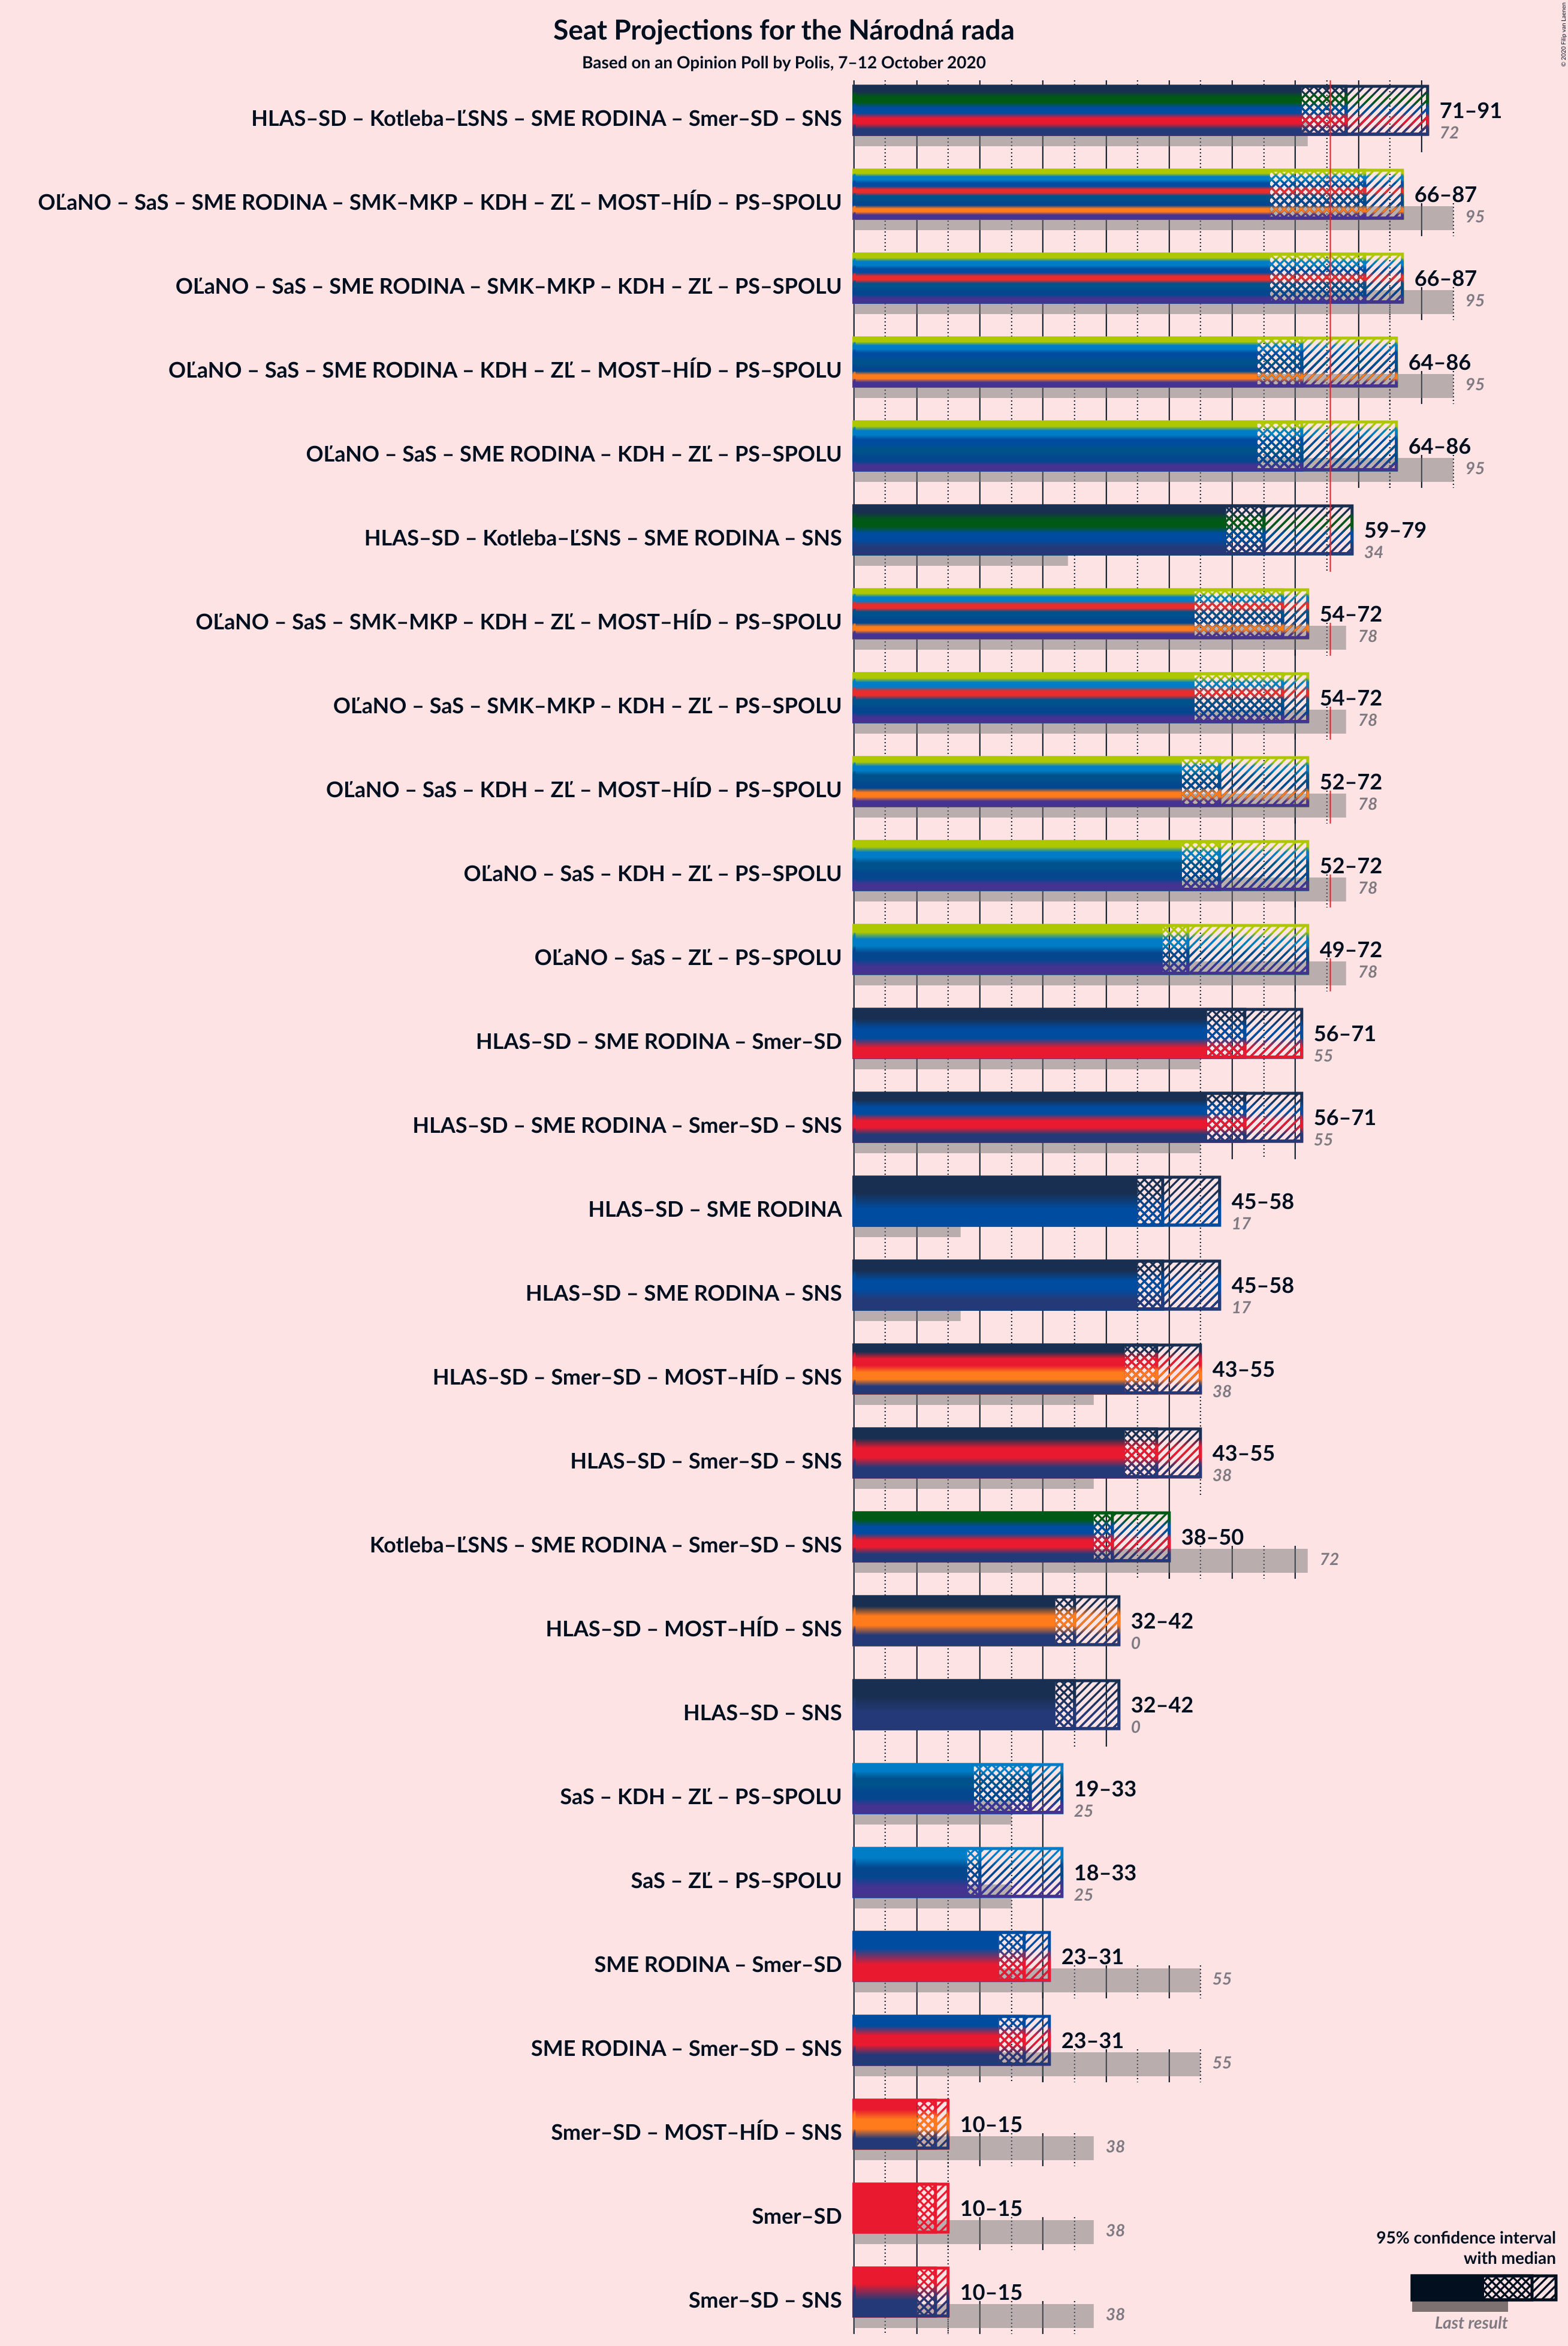 Seat Projections for the Národná rada
Based on an Opinion Poll by Polis, 7–12 October 2020
© 2020 Filip van Laenen
HLAS–SD – Kotleba–ĽSNS – SME RODINA – Smer–SD – SNS
71–91
72
OĽaNO – SaS – SME RODINA – SMK–MKP – KDH – ZĽ – MOST–HÍD – PS–SPOLU
66–87
95
OĽaNO – SaS – SME RODINA – SMK–MKP – KDH – ZĽ – PS–SPOLU
66–87
95
OĽaNO – SaS – SME RODINA – KDH – ZĽ – MOST–HÍD – PS–SPOLU
64–86
95
OĽaNO – SaS – SME RODINA – KDH – ZĽ – PS–SPOLU
64–86
95
HLAS–SD – Kotleba–ĽSNS – SME RODINA – SNS
59–79
34
OĽaNO – SaS – SMK–MKP – KDH – ZĽ – MOST–HÍD – PS–SPOLU
54–72
78
OĽaNO – SaS – SMK–MKP – KDH – ZĽ – PS–SPOLU
54–72
78
OĽaNO – SaS – KDH – ZĽ – MOST–HÍD – PS–SPOLU
52–72
78
OĽaNO – SaS – KDH – ZĽ – PS–SPOLU
52–72
78
OĽaNO – SaS – ZĽ – PS–SPOLU
49–72
78
HLAS–SD – SME RODINA – Smer–SD
56–71
55
HLAS–SD – SME RODINA – Smer–SD – SNS
56–71
55
HLAS–SD – SME RODINA
45–58
17
HLAS–SD – SME RODINA – SNS
45–58
17
HLAS–SD – Smer–SD – MOST–HÍD – SNS
43–55
38
HLAS–SD – Smer–SD – SNS
43–55
38
Kotleba–ĽSNS – SME RODINA – Smer–SD – SNS
38–50
72
HLAS–SD – MOST–HÍD – SNS
32–42
0
HLAS–SD – SNS
32–42
0
SaS – KDH – ZĽ – PS–SPOLU
19–33
25
SaS – ZĽ – PS–SPOLU
18–33
25
SME RODINA – Smer–SD
23–31
55
SME RODINA – Smer–SD – SNS
23–31
55
Smer–SD – MOST–HÍD – SNS
10–15
38
Smer–SD
10–15
38
Smer–SD – SNS
10–15
38
95% confidence interval
with median
Last result